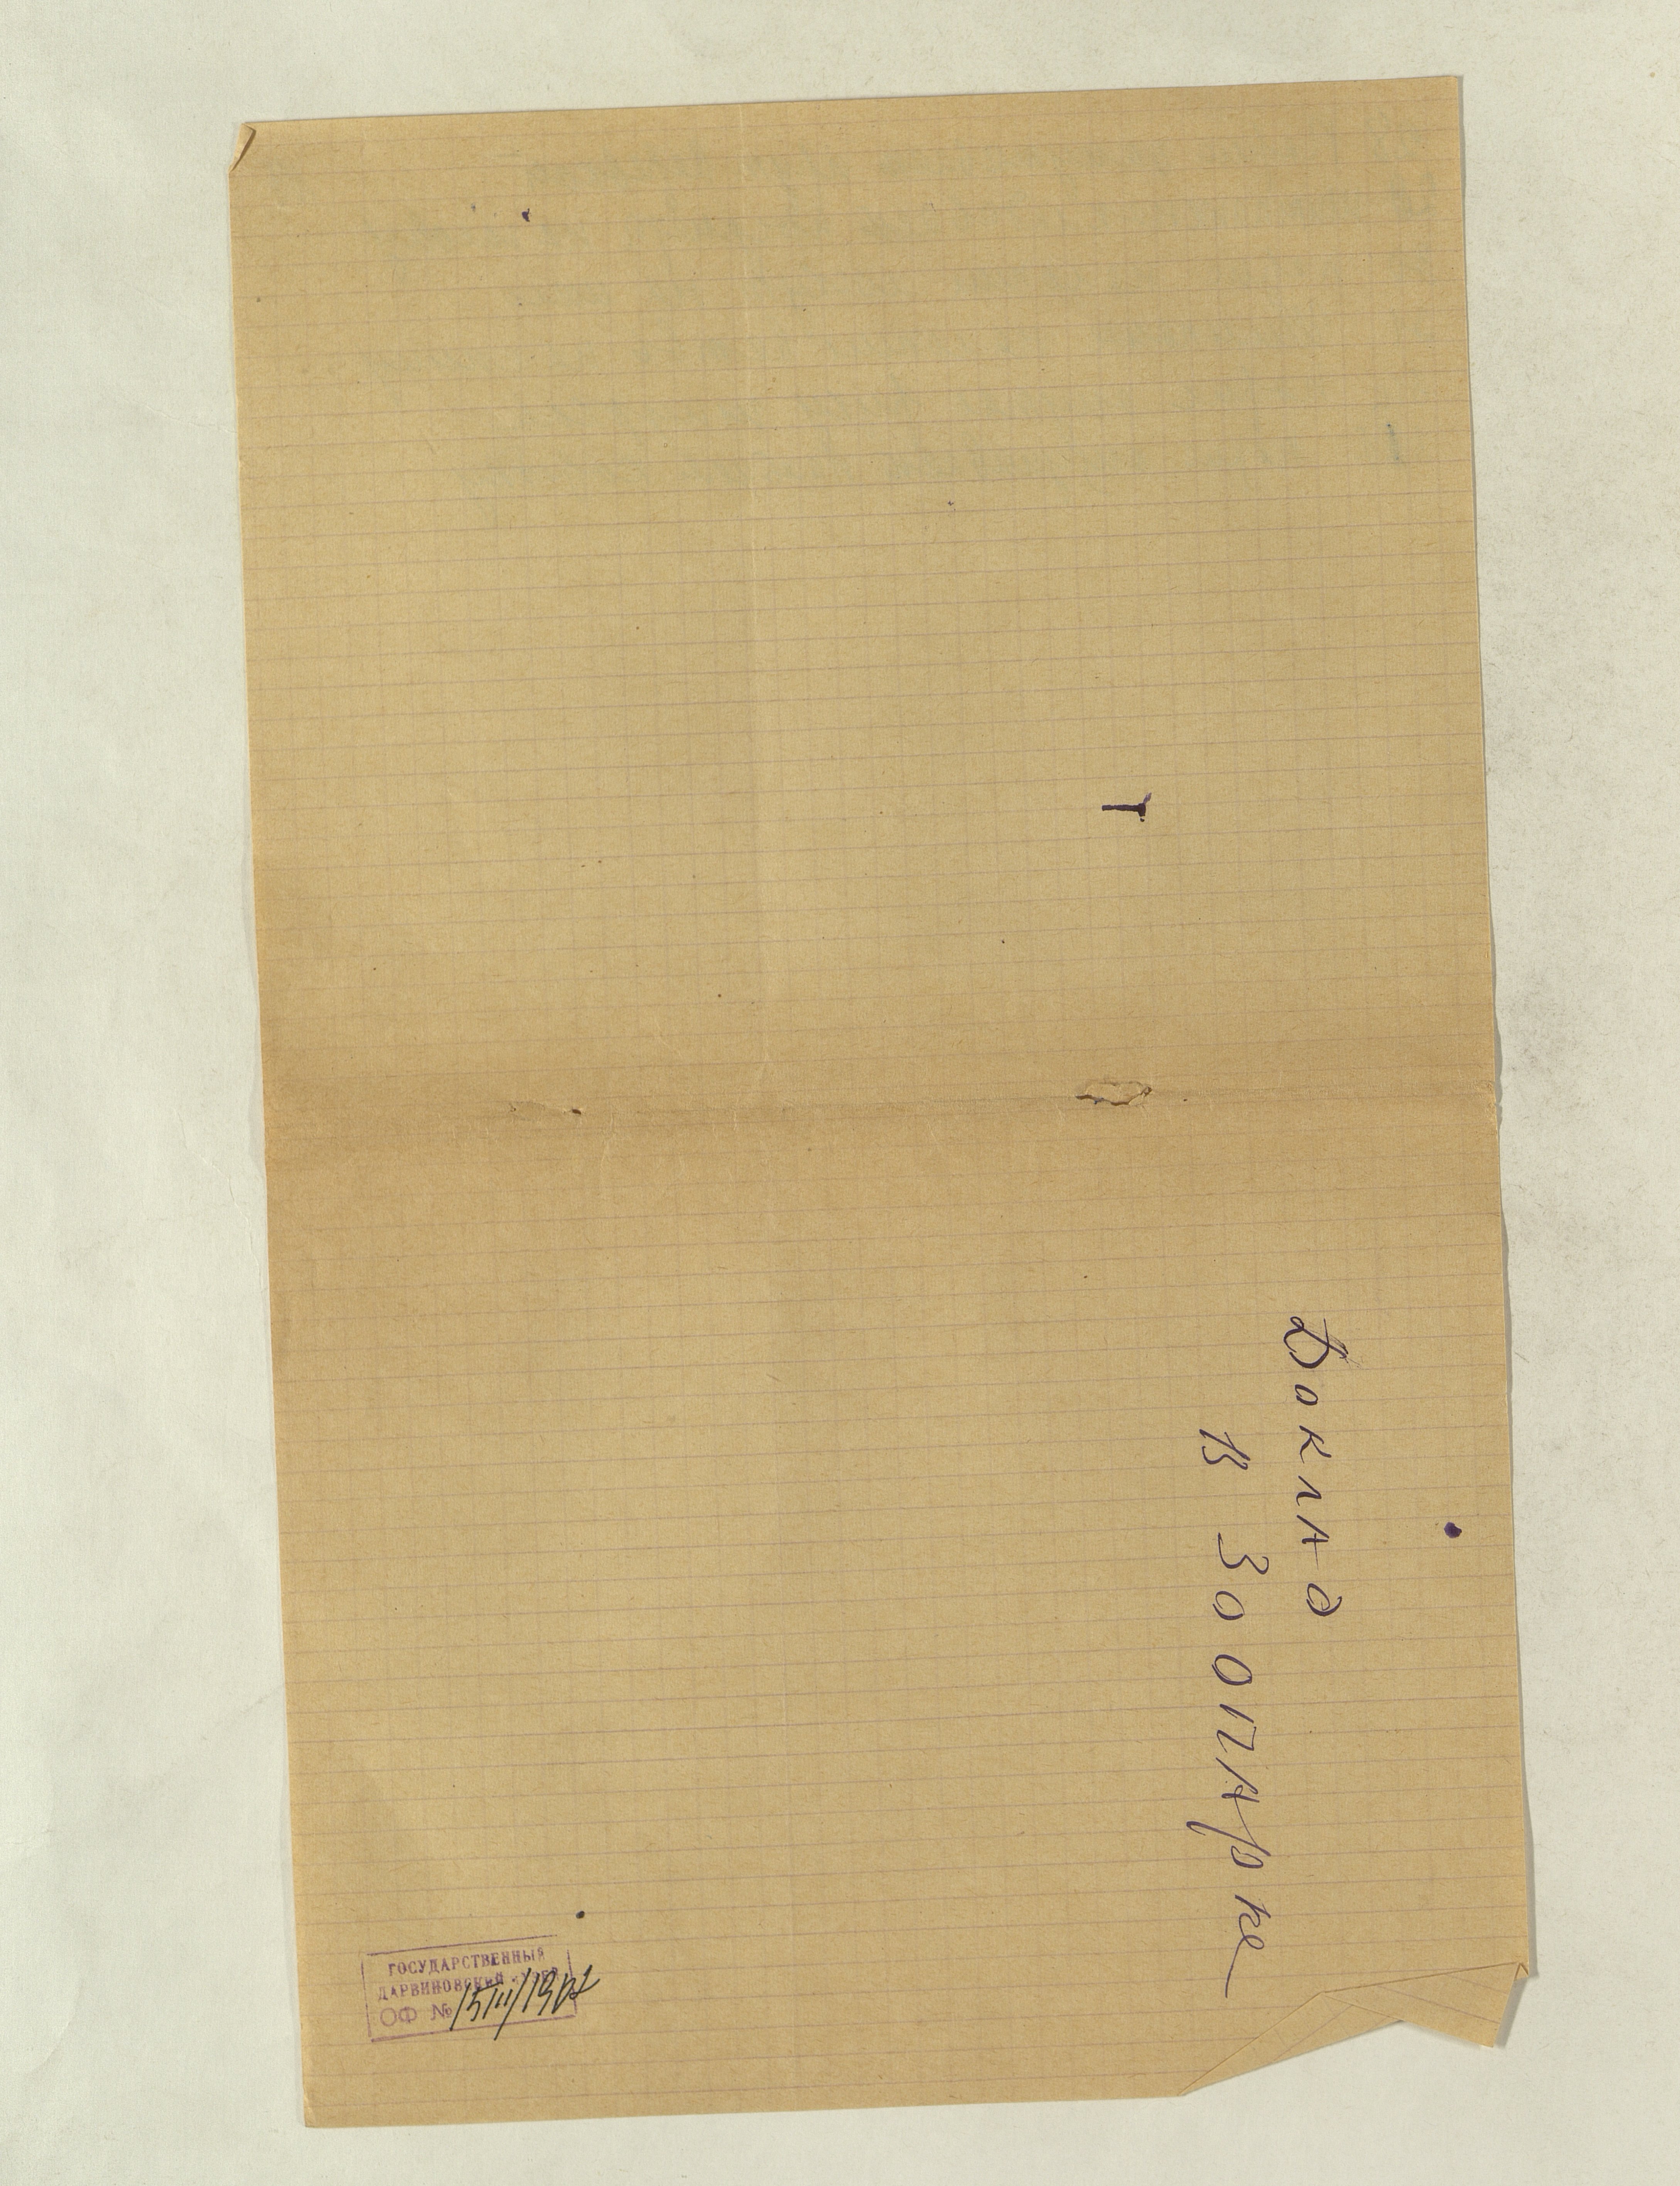 Доклад
в Зоопарке
ГОСУДАРСТВЕННЫЙ
ДАРВИНОВСКИЙ МУЗЕЙ
ОФ №